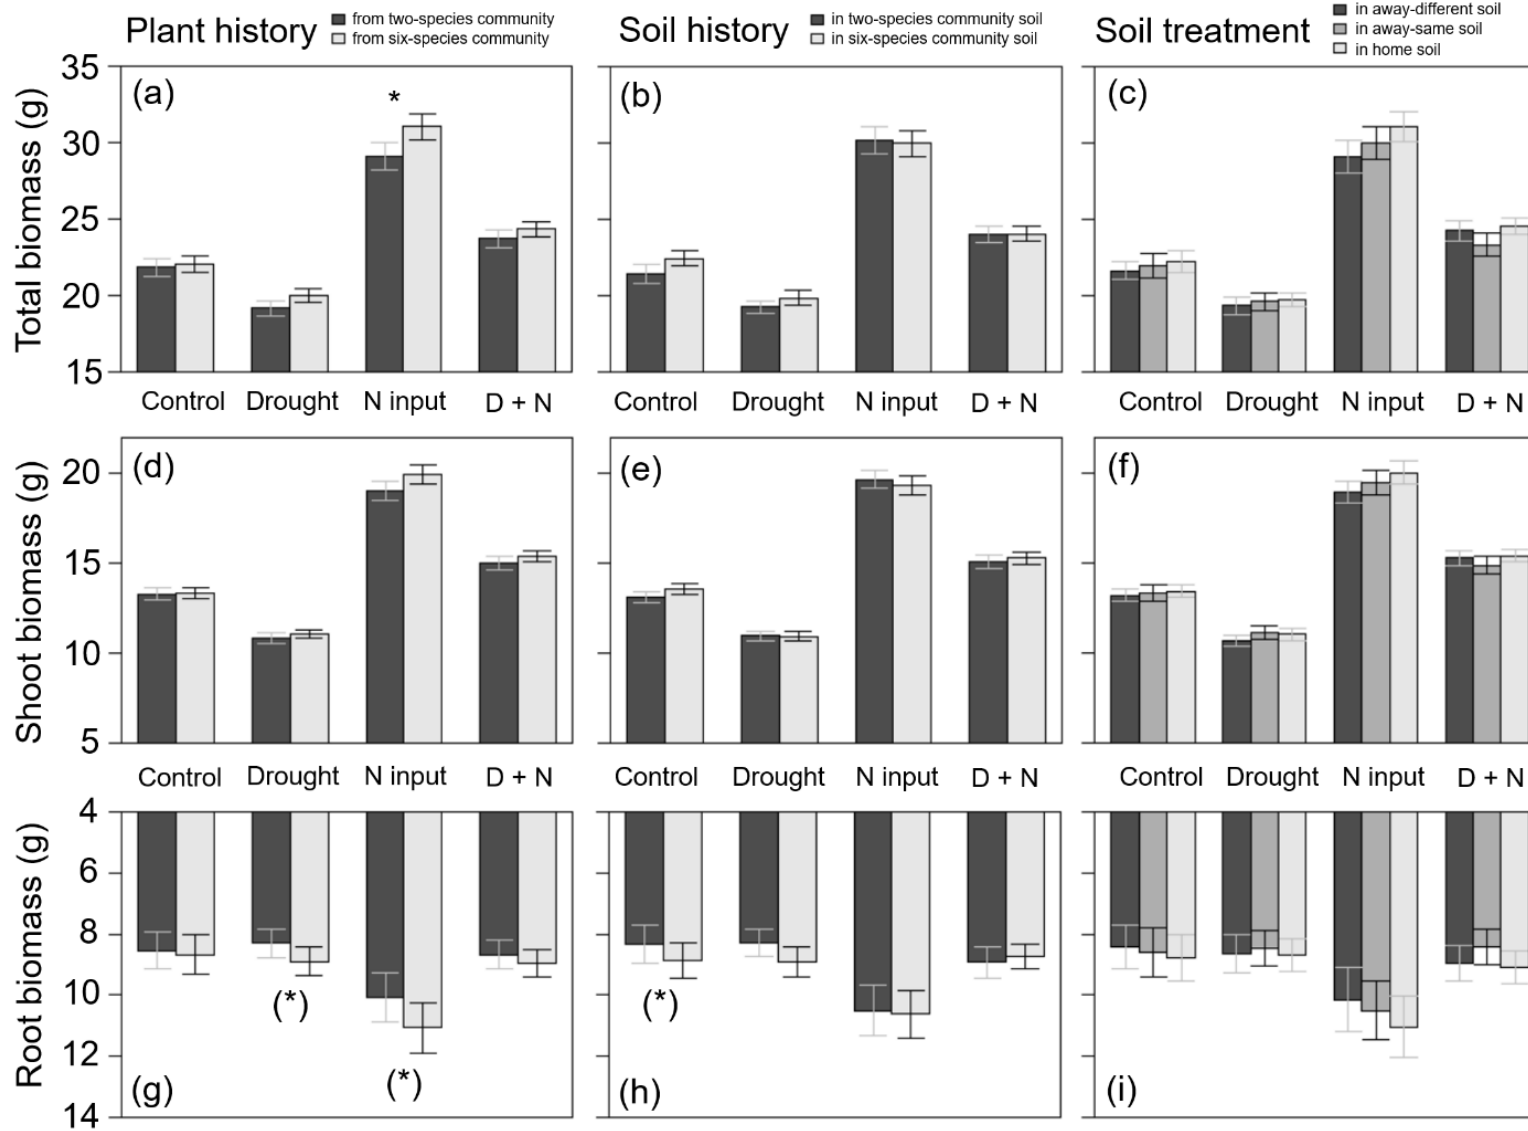 Plant history
from two-species community
from six-species community
Soil history
in two-species community soil
in six-species community soil
Soil treatment
in away-different soil
in away-same soil
in home soil
Total biomass (g)
35
30
25
20
15
(a)
*
(b)
(c)
Control Drought N input D + N
Control Drought N input D + N
Control Drought N input D + N
Shoot biomass (g)
20
15
10
5
(d)
(e)
(f)
Control Drought N input D + N
Control Drought N input D + N
Control Drought N input D + N
Root biomass (g)
4
6
8
10
12
14
(*)
(*)
(g)
(*)
(h)
(i)